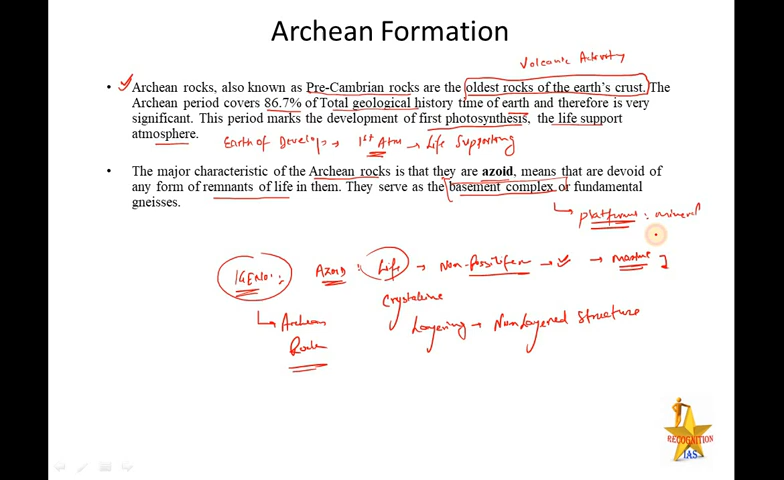 Archean Formation
Volcanic Activity
• Archean rocks, also known as Pre-Cambrian rocks are the oldest rocks of the earth's crust. The
Archean period covers 86.7% of Total geological history time of earth and therefore is very
significant. This period marks the development of first photosynthesis, the life support
atmosphere.
Earth of Develop → 1st Atm → Life Supporting
• The major characteristic of the Archean rocks is that they are azoid, means that are devoid of
any form of remnants of life in them. They serve as the basement complex or fundamental
gneisses.
platforms : mineral
IGENO : AZOID : Life → Non-fossilifer → ✓ →
Crystaline
Archean
Rock
Layering → Non Layered Structure
RECOGNITION
IAS